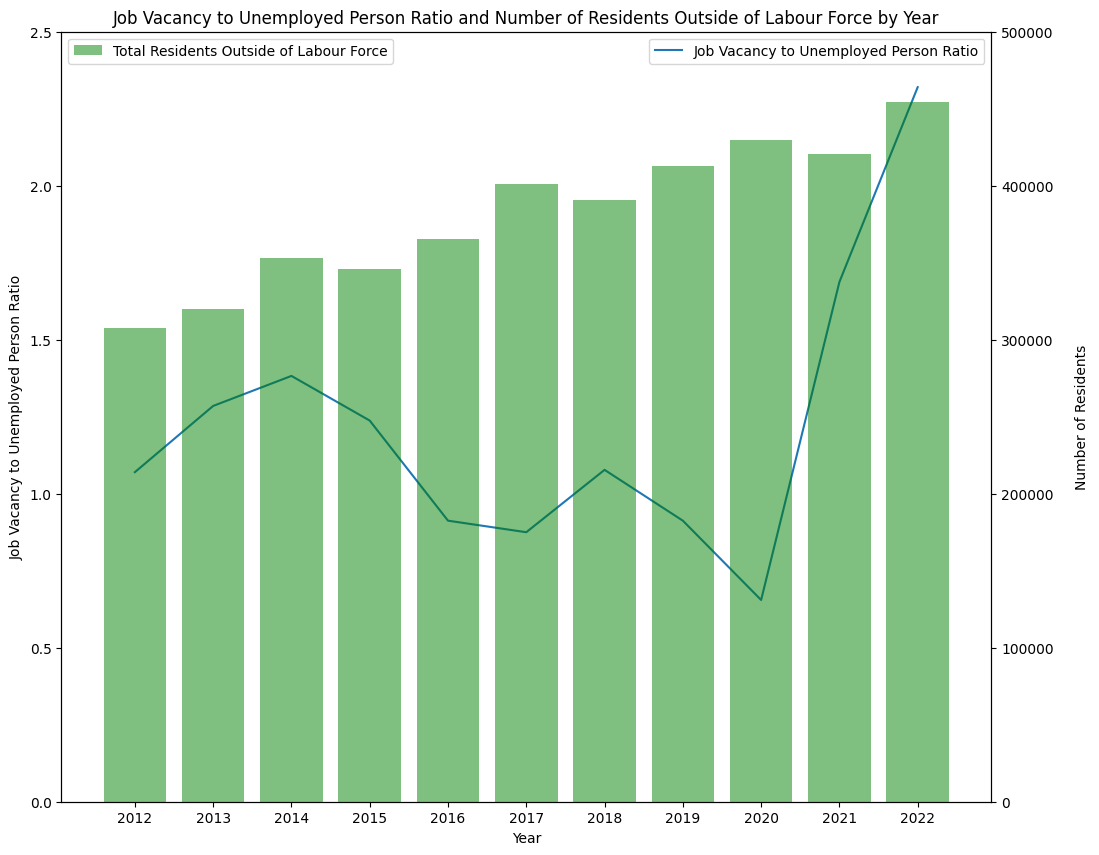 Job Vacancy to Unemployed Person Ratio and Number of Residents Outside of Labour Force by Year
Total Residents Outside of Labour Force
Job Vacancy to Unemployed Person Ratio
Job Vacancy to Unemployed Person Ratio
2.5
2.0
1.5
1.0
0.5
0.0
500000
400000
300000
200000
100000
0
Number of Residents
2012 2013 2014 2015 2016 2017 2018 2019 2020 2021 2022
Year